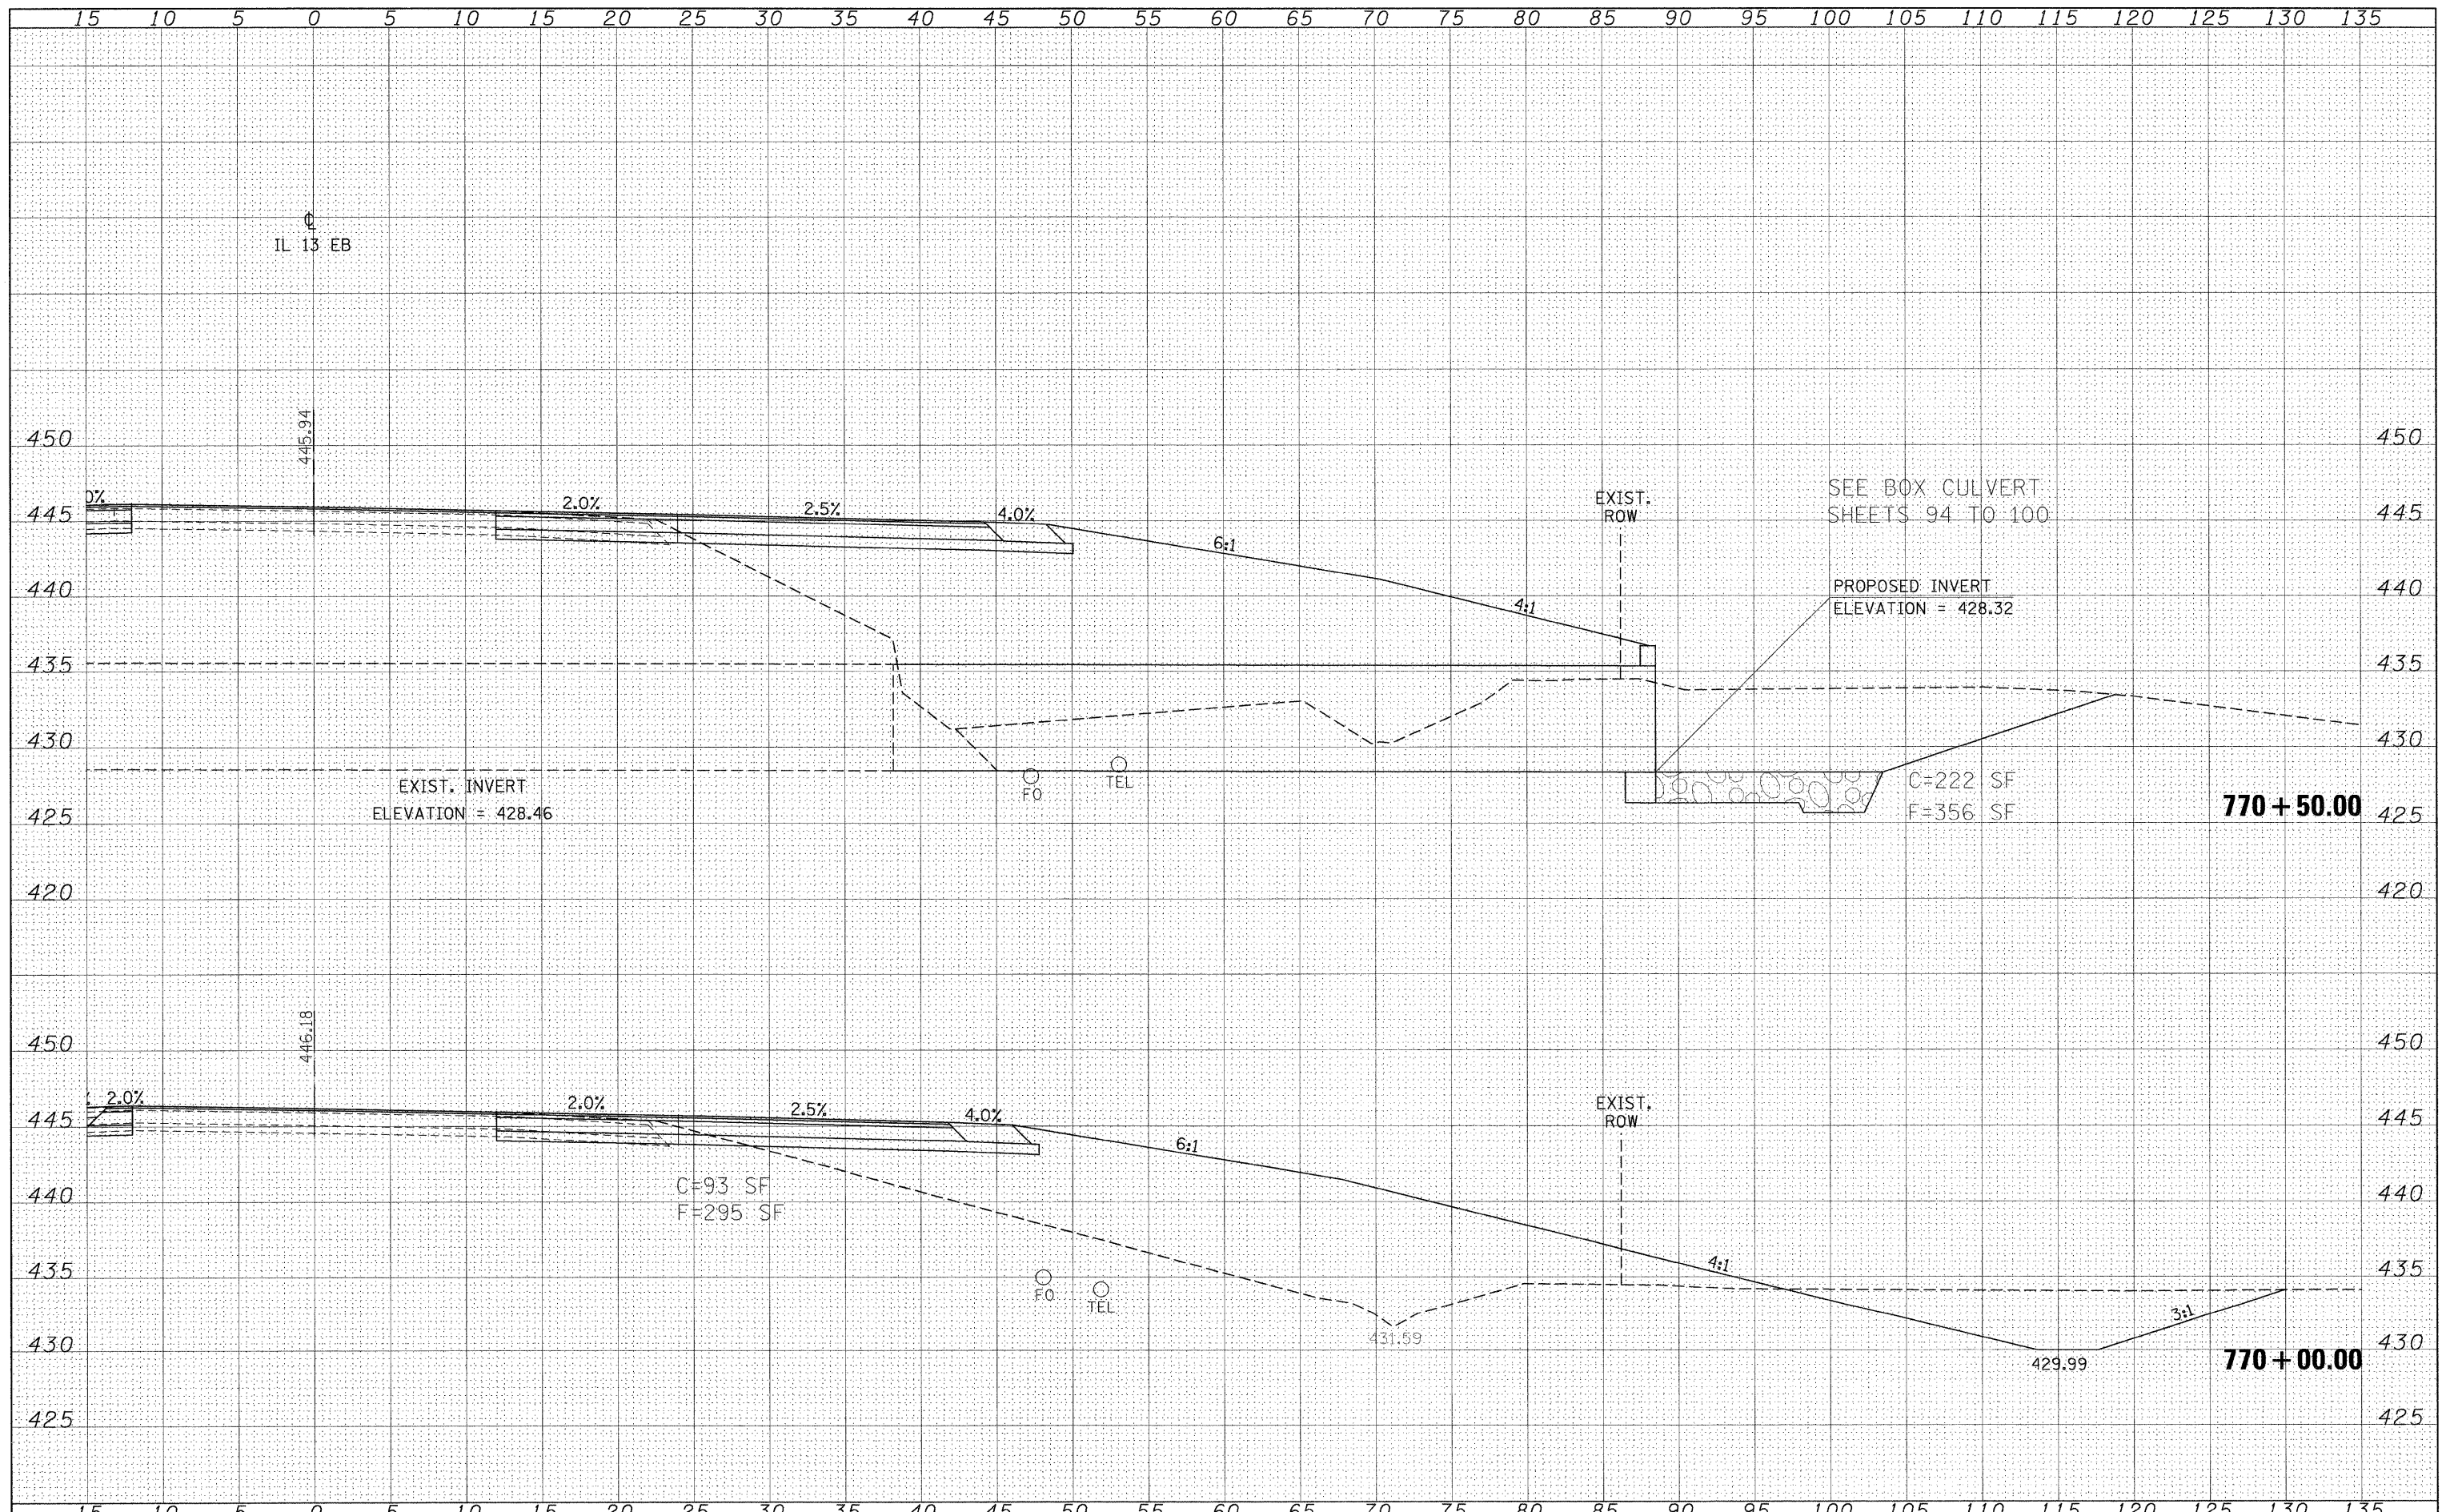 15 10 5 0 5 10 15 20 25 30 35 40 45 50 55 60 65 70 75 80 85 90 95 100 105 110 115 120 125 130 135
℄
IL 13 EB
445.94
450 450
0%
2.0% 2.5% 4.0%
6:1
EXIST.
ROW
SEE BOX CULVERT
SHEETS 94 TO 100
445 445
440 440
4:1
PROPOSED INVERT
ELEVATION = 428.32
435 435
430 430
EXIST. INVERT
ELEVATION = 428.46
FO
TEL
C=222 SF
F=356 SF
770+50.00
425 425
420 420
446.18
450 450
2.0% 2.0% 2.5% 4.0%
6:1
EXIST.
ROW
445 445
C=93 SF
F=295 SF
440 440
435 435
4:1
FO
TEL
3:1
431.59
430 430
429.99
770+00.00
425 425
15 10 5 0 5 10 15 20 25 30 35 40 45 50 55 60 65 70 75 80 85 90 95 100 105 110 115 120 125 130 135